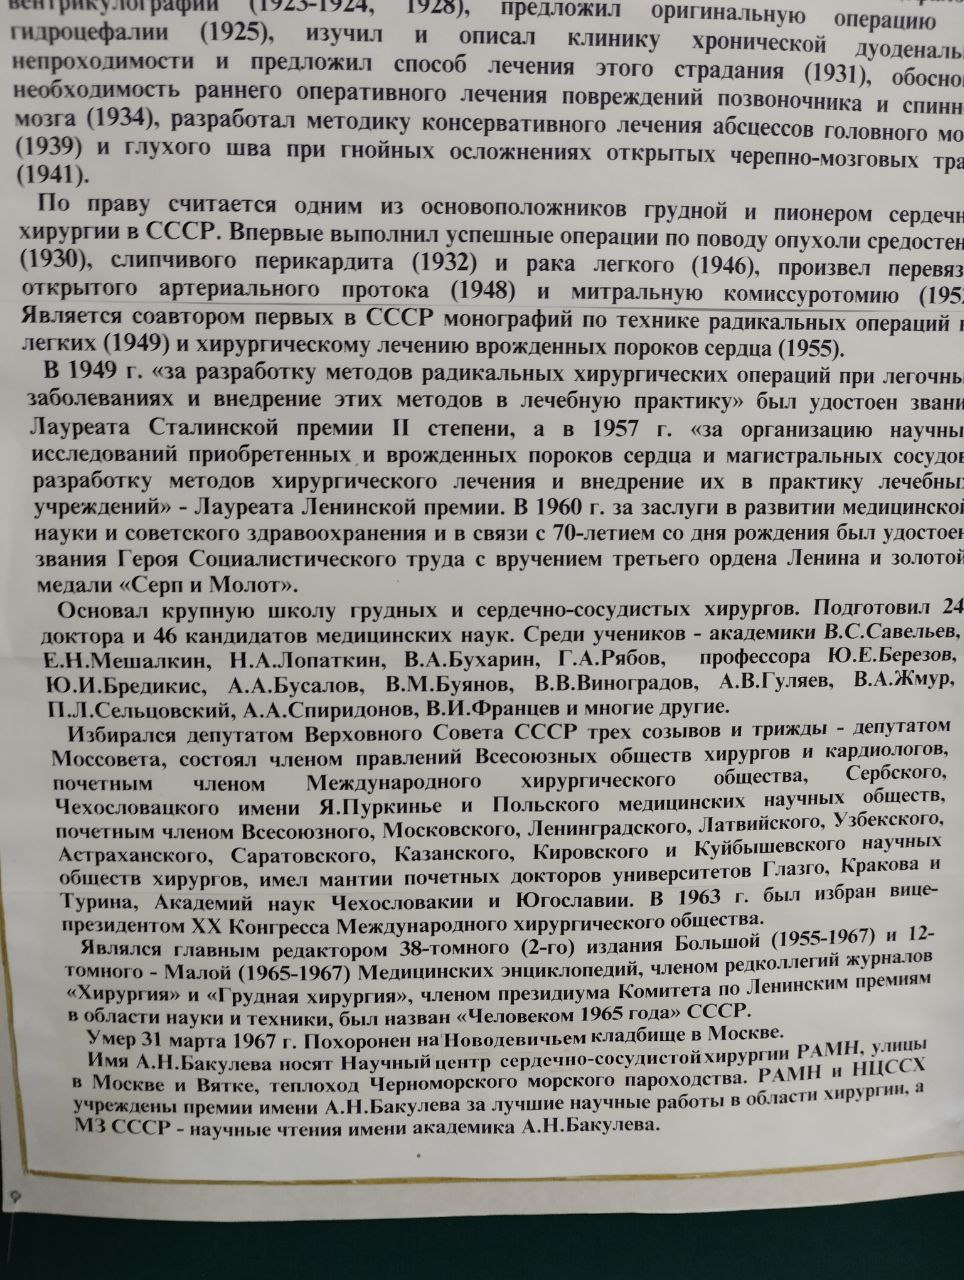 вентрикулографии (1923-1924, 1928), предложил оригинальную операцию
гидроцефалии (1925), изучил и описал клинику хронической дуодениаль
непроходимости и предложил способ лечения этого страдания (1931), обосно
необходимость раннего оперативного лечения повреждений позвоночника и спинн
мозга (1934), разработал методику консервативного лечения абсцессов головного мо
(1939) и глухого шва при гнойных осложнениях открытых черепно-мозговых тра
(1941).
По праву считается одним из основоположников грудной и пионером сердечн
хирургии в СССР. Впервые выполнил успешные операции по поводу опухоли средостен
(1930), слипчивого перикардита (1932) и рака легкого (1946), произвел перевяз
открытого артериального протока (1948) и митральную комиссуротомию (195
Является соавтором первых в СССР монографий по технике радикальных операций
легких (1949) и хирургическому лечению врожденных пороков сердца (1955).
В 1949 г. «за разработку методов радикальных хирургических операций при легочны
заболеваниях и внедрение этих методов в лечебную практику» был удостоен звани
Лауреата Сталинской премии II степени, а в 1957 г. «за организацию научны
исследований приобретенных и врожденных пороков сердца и магистральных сосудов
разработку методов хирургического лечения и внедрение их в практику лечебны
учреждений» - Лауреата Ленинской премии. В 1960 г. за заслуги в развитии медицинской
науки и советского здравоохранения и в связи с 70-летием со дня рождения был удостоен
звания Героя Социалистического труда с вручением третьего ордена Ленина и золотой
медали «Серп и Молот».
Основал крупную школу грудных и сердечно-сосудистых хирургов. Подготовил 24
доктора и 46 кандидатов медицинских наук. Среди учеников - академики В.С.Савельев,
Е.Н.Мешалкин, Н.А.Лопаткин, В.А.Бухарин, Г.А.Рябов, профессора Ю.Е.Березов,
Ю.И.Бредикис, А.А.Бусалов, В.М.Буянов, В.В.Виноградов, А.В.Гуляев, В.А.Жмур,
П.Л.Сельцовский, А.А.Спиридонов, В.И.Францев и многие другие.
Избирался депутатом Верховного Совета СССР трех созывов и трижды - депутатом
Моссовета, состоял членом правлений Всесоюзных обществ хирургов и кардиологов,
почетным членом Международного хирургического общества, Сербского,
Чехословацкого имени Я.Пуркинье и Польского медицинских научных обществ,
почетным членом Всесоюзного, Московского, Ленинградского, Латвийского, Узбекского,
Астраханского, Саратовского, Казанского, Кировского и Куйбышевского научных
обществ хирургов, имел мантии почетных докторов университетов Глазго, Кракова и
Турина, Академий наук Чехословакии и Югославии. В 1963 г. был избран вице-
президентом XX Конгресса Международного хирургического общества.
Являлся главным редактором 38-томного (2-го) издания Большой (1955-1967) и 12-
томного - Малой (1965-1967) Медицинских энциклопедий, членом редколлегий журналов
«Хирургия» и «Грудная хирургия», членом президиума Комитета по Ленинским премиям
в области науки и техники, был назван «Человеком 1965 года» СССР.
Умер 31 марта 1967 г. Похоронен на Новодевичьем кладбище в Москве.
Имя А.Н.Бакулева носят Научный центр сердечно-сосудистой хирургии РАМН, улицы
в Москве и Вятке, теплоход Черноморского морского пароходства. РАМН и НЦССХ
учреждены премии имени А.Н.Бакулева за лучшие научные работы в области хирургии, а
МЗ СССР - научные чтения имени академика А.Н.Бакулева.